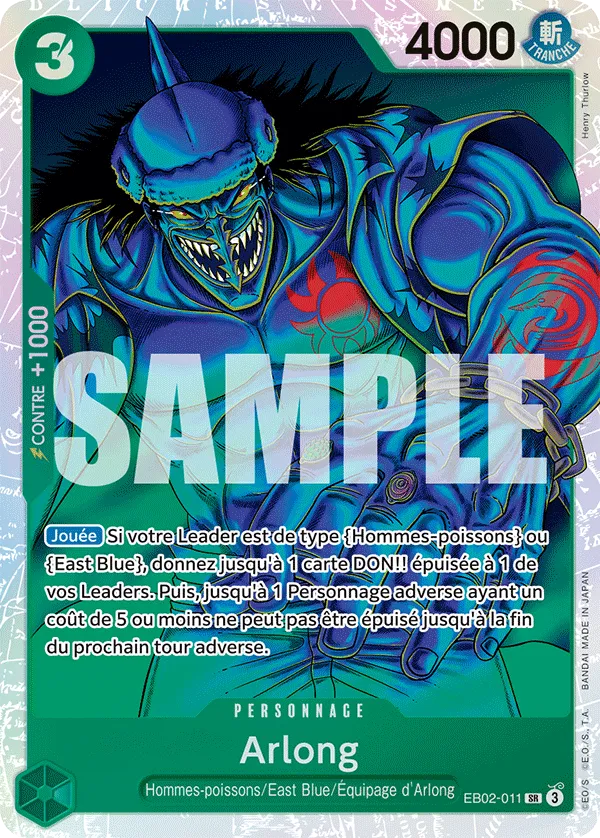 3
4000
斬
TRANCHE
Henry Thurlow
CONTRE +1000
SAMPLE
Jouée Si votre Leader est de type {Hommes-poissons} ou
{East Blue}, donnez jusqu'à 1 carte DON!! épuisée à 1 de
vos Leaders. Puis, jusqu'à 1 Personnage adverse ayant un
coût de 5 ou moins ne peut pas être épuisé jusqu'à la fin
du prochain tour adverse.
©E.O/S ©E.O./S., T.A. BANDAI MADE IN JAPAN
PERSONNAGE
Arlong
Hommes-poissons/East Blue/Équipage d'Arlong
EB02-011 SR 3